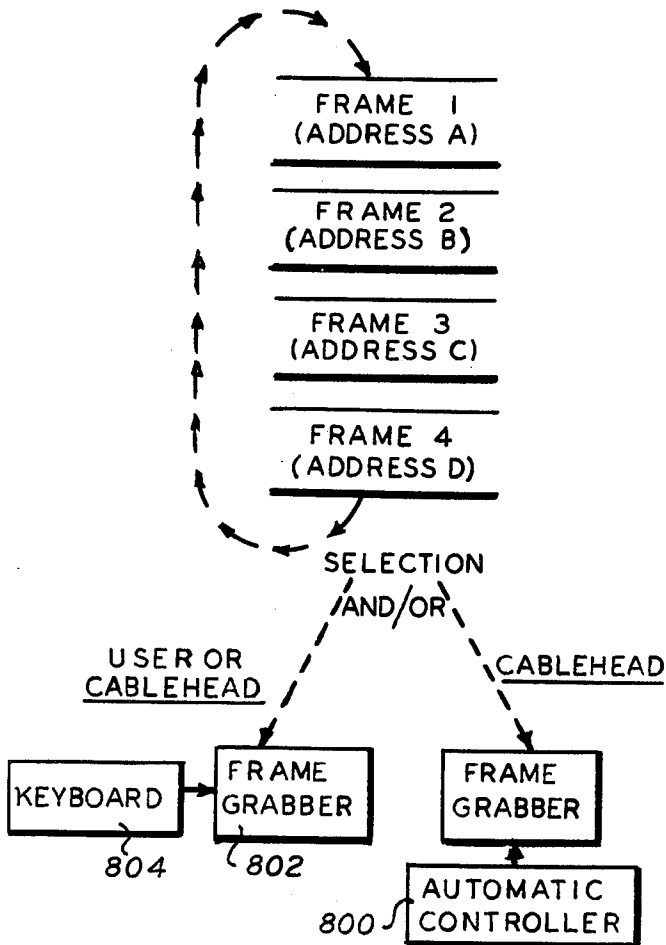 FRAME 1
(ADDRESS A)
FRAME 2
(ADDRESS B)
FRAME 3
(ADDRESS C)
FRAME 4
(ADDRESS D)
SELECTION
AND/OR
USER OR
CABLEHEAD
CABLEHEAD
KEYBOARD
804
FRAME
GRABBER
802
FRAME
GRABBER
800
AUTOMATIC
CONTROLLER